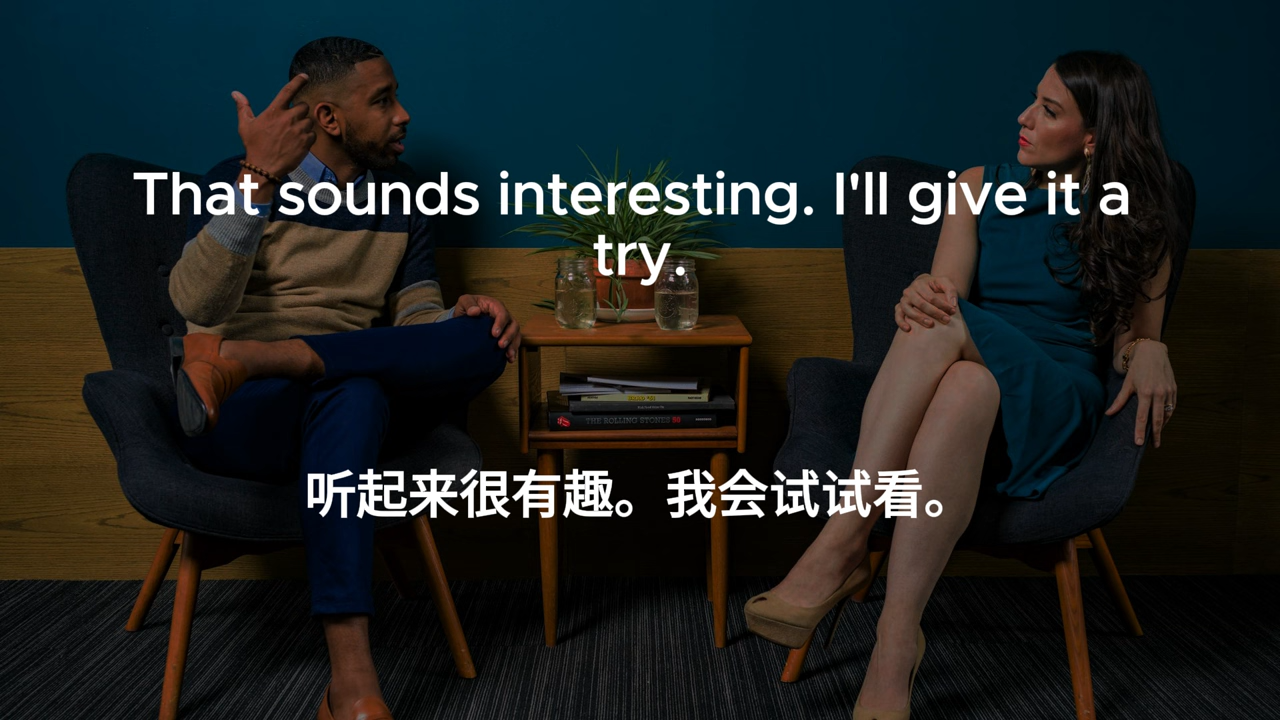 That sounds interesting. I'll give it a
try.
THE ROLLING STONES
听起来很有趣。我会试试看。